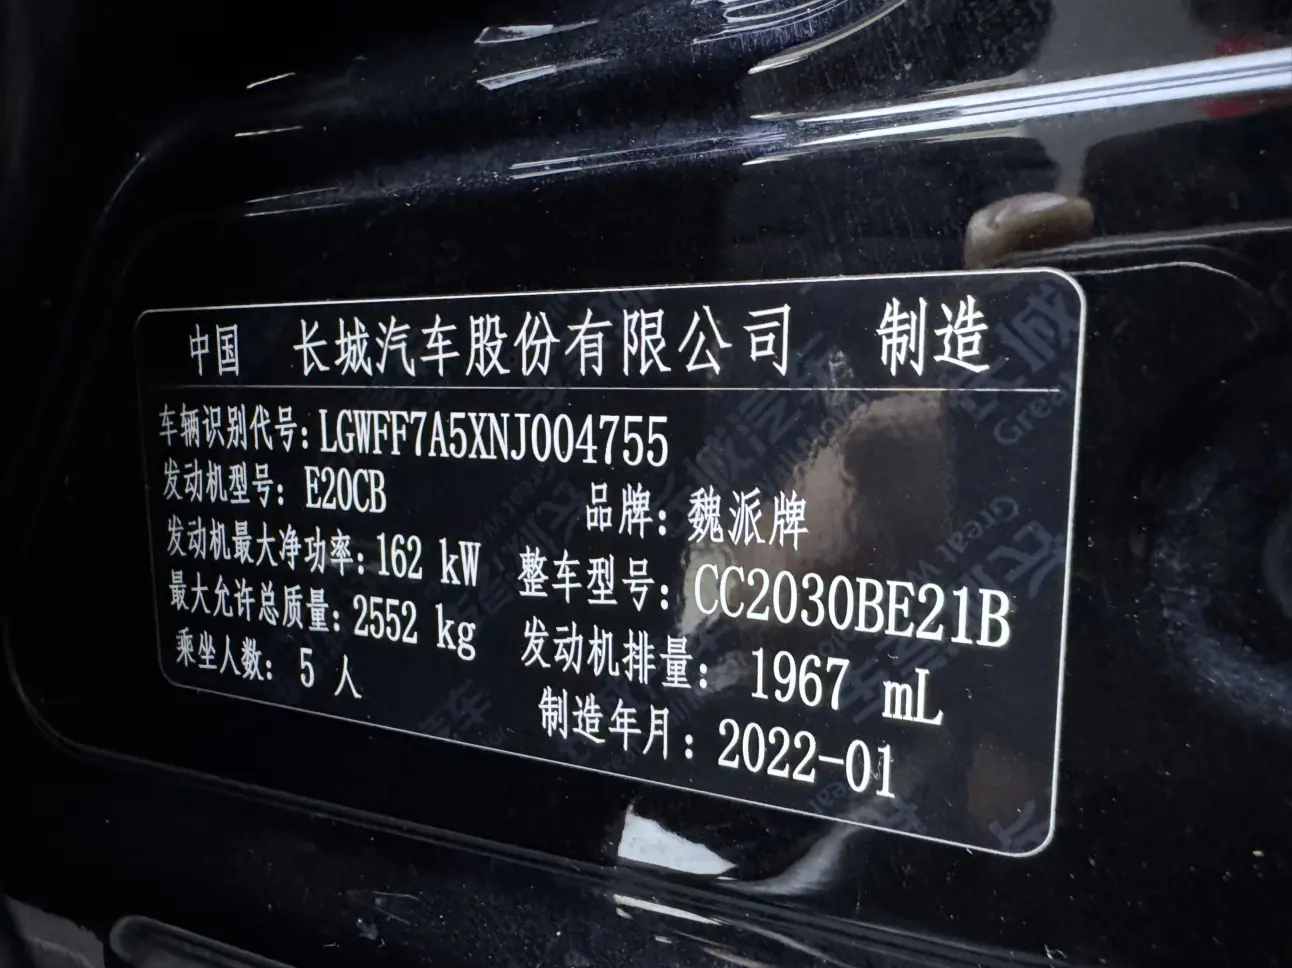 中国 长城汽车股份有限公司 制造
车辆识别代号: LGWFF7A5XNJ004755
发动机型号: E20CB 品牌: 魏派牌
发动机最大净功率: 162 kW 整车型号: CC2030BE21B
最大允许总质量: 2552 kg 发动机排量: 1967 mL
乘坐人数: 5 人 制造年月: 2022-01